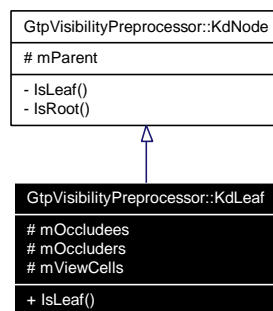 GtpVisibilityPreprocessor::KdNode
# mParent
- IsLeaf()
- IsRoot()
GtpVisibilityPreprocessor::KdLeaf
# mOccludees
# mOccluders
# mViewCells
+ IsLeaf()